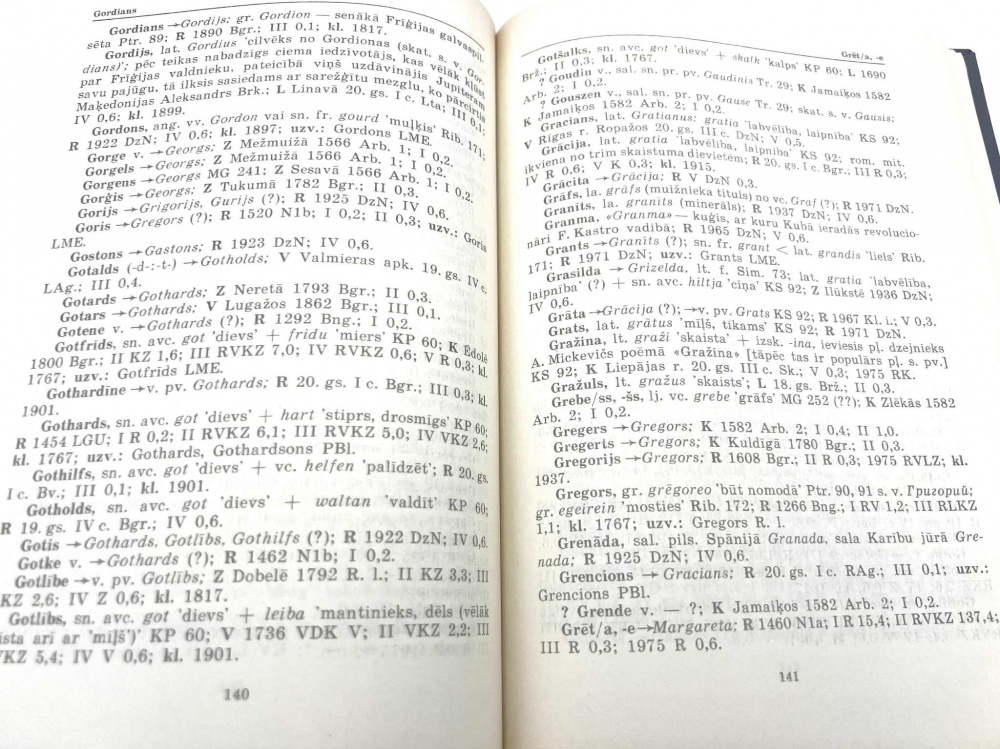 Gordians
Gordians →Gordijs; gr. Gordion — senākā Friģijas galvaspil.
sēta Ptr. 89; R 1890 Bgr.; III 0,1; kl. 1817.
Gordijs, lat. Gordius 'cilvēks no Gordionas (skat. s. v. Gor-
dians)'; pēc teikas nabadzīgs ciema iedzīvotājs, kas vēlāk kļūst
par Friģijas valdnieku, pateicībā viņš uzdāvinājis Jupiteram
savu pajūgu, tā ilksis sasiedams ar sarežģītu mezglu, ko pārcirtis
Maķedonijas Aleksandrs Brk.; L Līnavā 20. gs. I c. Lta; III 0,1;
IV 0,6; kl. 1899.
Gordons, ang. vv. Gordon vai sn. fr. gourd 'muļķis' Rib. 171;
R 1922 DzN; IV 0,6; kl. 1897; uzv.: Gordons LME.
Gorge v. →Georgs; Z Mežmuižā 1566 Arb. 1; I 0,2.
Gorgels →Georgs; Z Mežmuižā 1566 Arb. 1; I 0,2.
Gorgens →Georgs MG 241; Z Sesavā 1566 Arb. 1; I 0,2.
Gorģis →Georgs; Z Tukumā 1782 Bgr.; II 0,3.
Gorijs →Grigorijs, Gurijs (?); R 1925 DzN; IV 0,6.
Goris →Gregors (?); R 1520 N1b; I 0,2; II 0,3; uzv.: Goris
LME.
Gostons →Gastons; R 1923 DzN; IV 0,6.
Gotalds (-d-:-t-) →Gotholds; V Valmieras apk. 19. gs. IV c.
LAg.; III 0,4.
Gotards →Gothards; Z Neretā 1793 Bgr.; II 0,3.
Gotars →Gothards; V Lugažos 1862 Bgr.; III 0,1.
Gotene v. →Gothards (?); R 1292 Bng.; I 0,2.
Gotfrīds, sn. avc. got 'dievs' + fridu 'miers' KP 60; K Ēdolē
1800 Bgr.; II KZ 1,6; III RVKZ 7,0; IV RVKZ 0,6; V R 0,3; kl.
1767; uzv.: Gotfrīds LME.
Gothardine →v. pv. Gothards; R 20. gs. I c. Bgr.; III 0,3; kl.
1901.
Gothards, sn. avc. got 'dievs' + hart 'stiprs, drosmīgs' KP 60;
R 1454 LGU; I R 0,2; II RVKZ 6,1; III RVKZ 5,0; IV VKZ 2,6;
kl. 1767; uzv.: Gothards, Gothardsons PBl.
Gothilfs, sn. avc. got 'dievs' + vc. helfen 'palīdzēt'; R 20. gs.
I c. Bv.; III 0,1; kl. 1901.
Gotholds, sn. avc. got 'dievs' + waltan 'valdīt' KP 60;
R 19. gs. IV c. Bgr.; IV 0,6.
Gotis →Gothards, Gotlībs, Gothilfs (?); R 1922 DzN; IV 0,6.
Gotke v. →Gothards (?); R 1462 N1b; I 0,2.
Gotlībe →v. pv. Gotlībs; Z Dobelē 1792 R. l.; II KZ 3,3; III
KZ 2,6; IV Z 0,6; kl. 1817.
Gotlībs, sn. avc. got 'dievs' + leiba 'mantinieks, dēls (vēlāk
ista arī ar 'mīļš')' KP 60; V 1736 VDK V; II VKZ 2,2; III
VKZ 5,4; IV V 0,6; kl. 1901.
140
Grēt/a, -e
Gotšalks, sn. avc. got 'dievs' + skalk 'kalps' KP 60; L 1690
Brž.; II 0,3; kl. 1767.
? Goudin v., sal. sn. pr. pv. Gaudinis Tr. 29; K Jamaiķos 1582
Arb. 2; I 0,2.
? Gouszen v., sal. sn. pr. pv. Gause Tr. 29; skat. s. v. Gausis;
K Jamaiķos 1582 Arb. 2; I 0,2.
Gracians, lat. Gratianus: gratia 'labvēlība, laipnība' KS 92;
V Rīgas r. Ropažos 20. gs. III c. DzN; V 0,5.
Grācija, lat. gratia 'labvēlība, laipnība' KS 92; rom. mit.
ikviena no trim skaistuma dievietēm; R 20. gs. I c. Bgr.; III R 0,3;
IV R 0,6; V K 0,3; kl. 1915.
Grācita →Grācija; R V DzN 0,3.
Grāfs, la. grāfs (muižnieka tituls) no vc. Graf (?); R 1971 DzN.
Granīts, la. granīts (minerāls); R 1937 DzN; IV 0,6.
Granma, «Granma» — kuģis, ar kuru Kubā ieradās revolucio-
nāri F. Kastro vadībā; R 1965 DzN; V 0,5.
Grants →Granīts (?); sn. fr. grant < lat. grandis 'liels' Rib.
171; R 1971 DzN; uzv.: Grants LME.
Grasilda → Grizelda, lt. f. Sim. 73; lat. gratia 'labvēlība,
laipnība' (?) + sn. avc. hiltja 'cīņa' KS 92; Z Ilūkstē 1936 DzN;
IV 0,6.
Grāta →Grācija (?); →v. pv. Grats KS 92; R 1967 Kl. i.; V 0,3.
Grats, lat. grātus 'mīļš, tīkams' KS 92; R 1971 DzN.
Gražina, lt. graži 'skaista' + izsk. -ina, ieviesis pļ. dzejnieks
A. Mickevičs poēmā «Gražina» [tāpēc tas ir populārs pļ. s. pv.]
KS 92; K Liepājas r. 20. gs. III c. Sk.; V 0,3; 1975 RK.
Gražuls, lt. gražus 'skaists'; L 18. gs. Brž.; II 0,3.
Grebe/ss, -šs, lj. vc. grebe 'grāfs' MG 252 (??); K Zlēkās 1582
Arb. 2; I 0,2.
Gregers →Gregors; K 1582 Arb. 2; I 0,4; II 1,0.
Gregerts →Gregors; K Kuldīgā 1780 Bgr.; II 0,3.
Gregorijs →Gregors; R 1608 Bgr.; II R 0,3; 1975 RVLZ; kl.
1937.
Gregors, gr. grēgoreo 'būt nomodā' Ptr. 90, 91 s. v. Григорий;
gr. egeirein 'mosties' Rib. 172; R 1266 Bng.; I RV 1,2; III RLKZ
1,1; kl. 1767; uzv.: Gregors R. l.
Grenāda, sal. pils. Spānijā Granada, sala Karību jūrā Gre-
nada; R 1925 DzN; IV 0,6.
Grencions → Gracians; R 20. gs. I c. RAg.; III 0,1; uzv.:
Grencions PBl.
? Grende v. — ?; K Jamaiķos 1582 Arb. 2; I 0,2.
Grēt/a, -e→Margareta; R 1460 N1a; I R 15,4; II RVKZ 137,4;
III R 0,3; 1975 R 0,6.
141